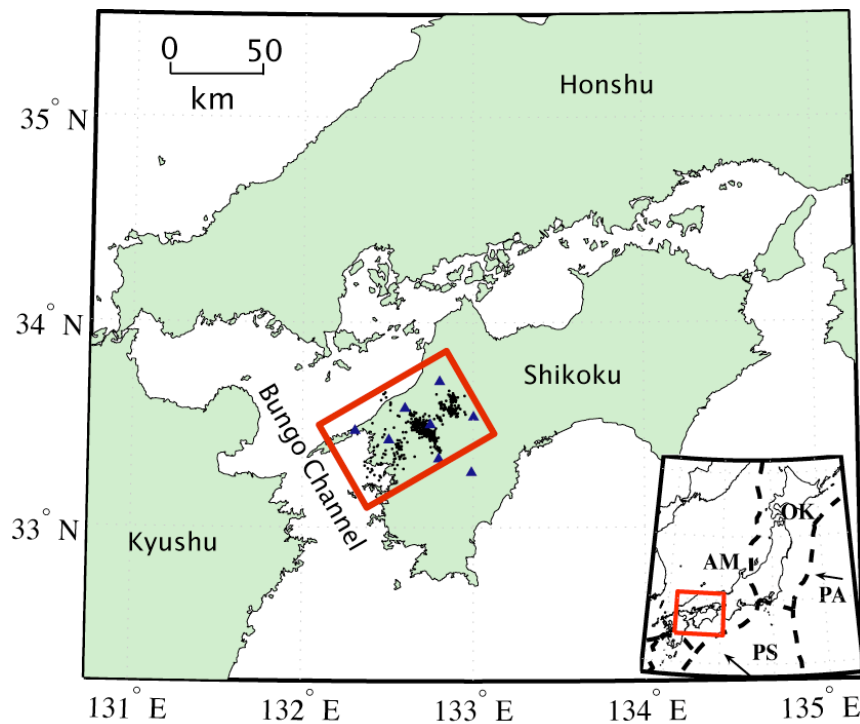 0 50
km
Honshu
35° N
34° N
Shikoku
Bungo Channel
33° N
Kyushu
OK
AM
PA
PS
131° E 132° E 133° E 134° E 135° E